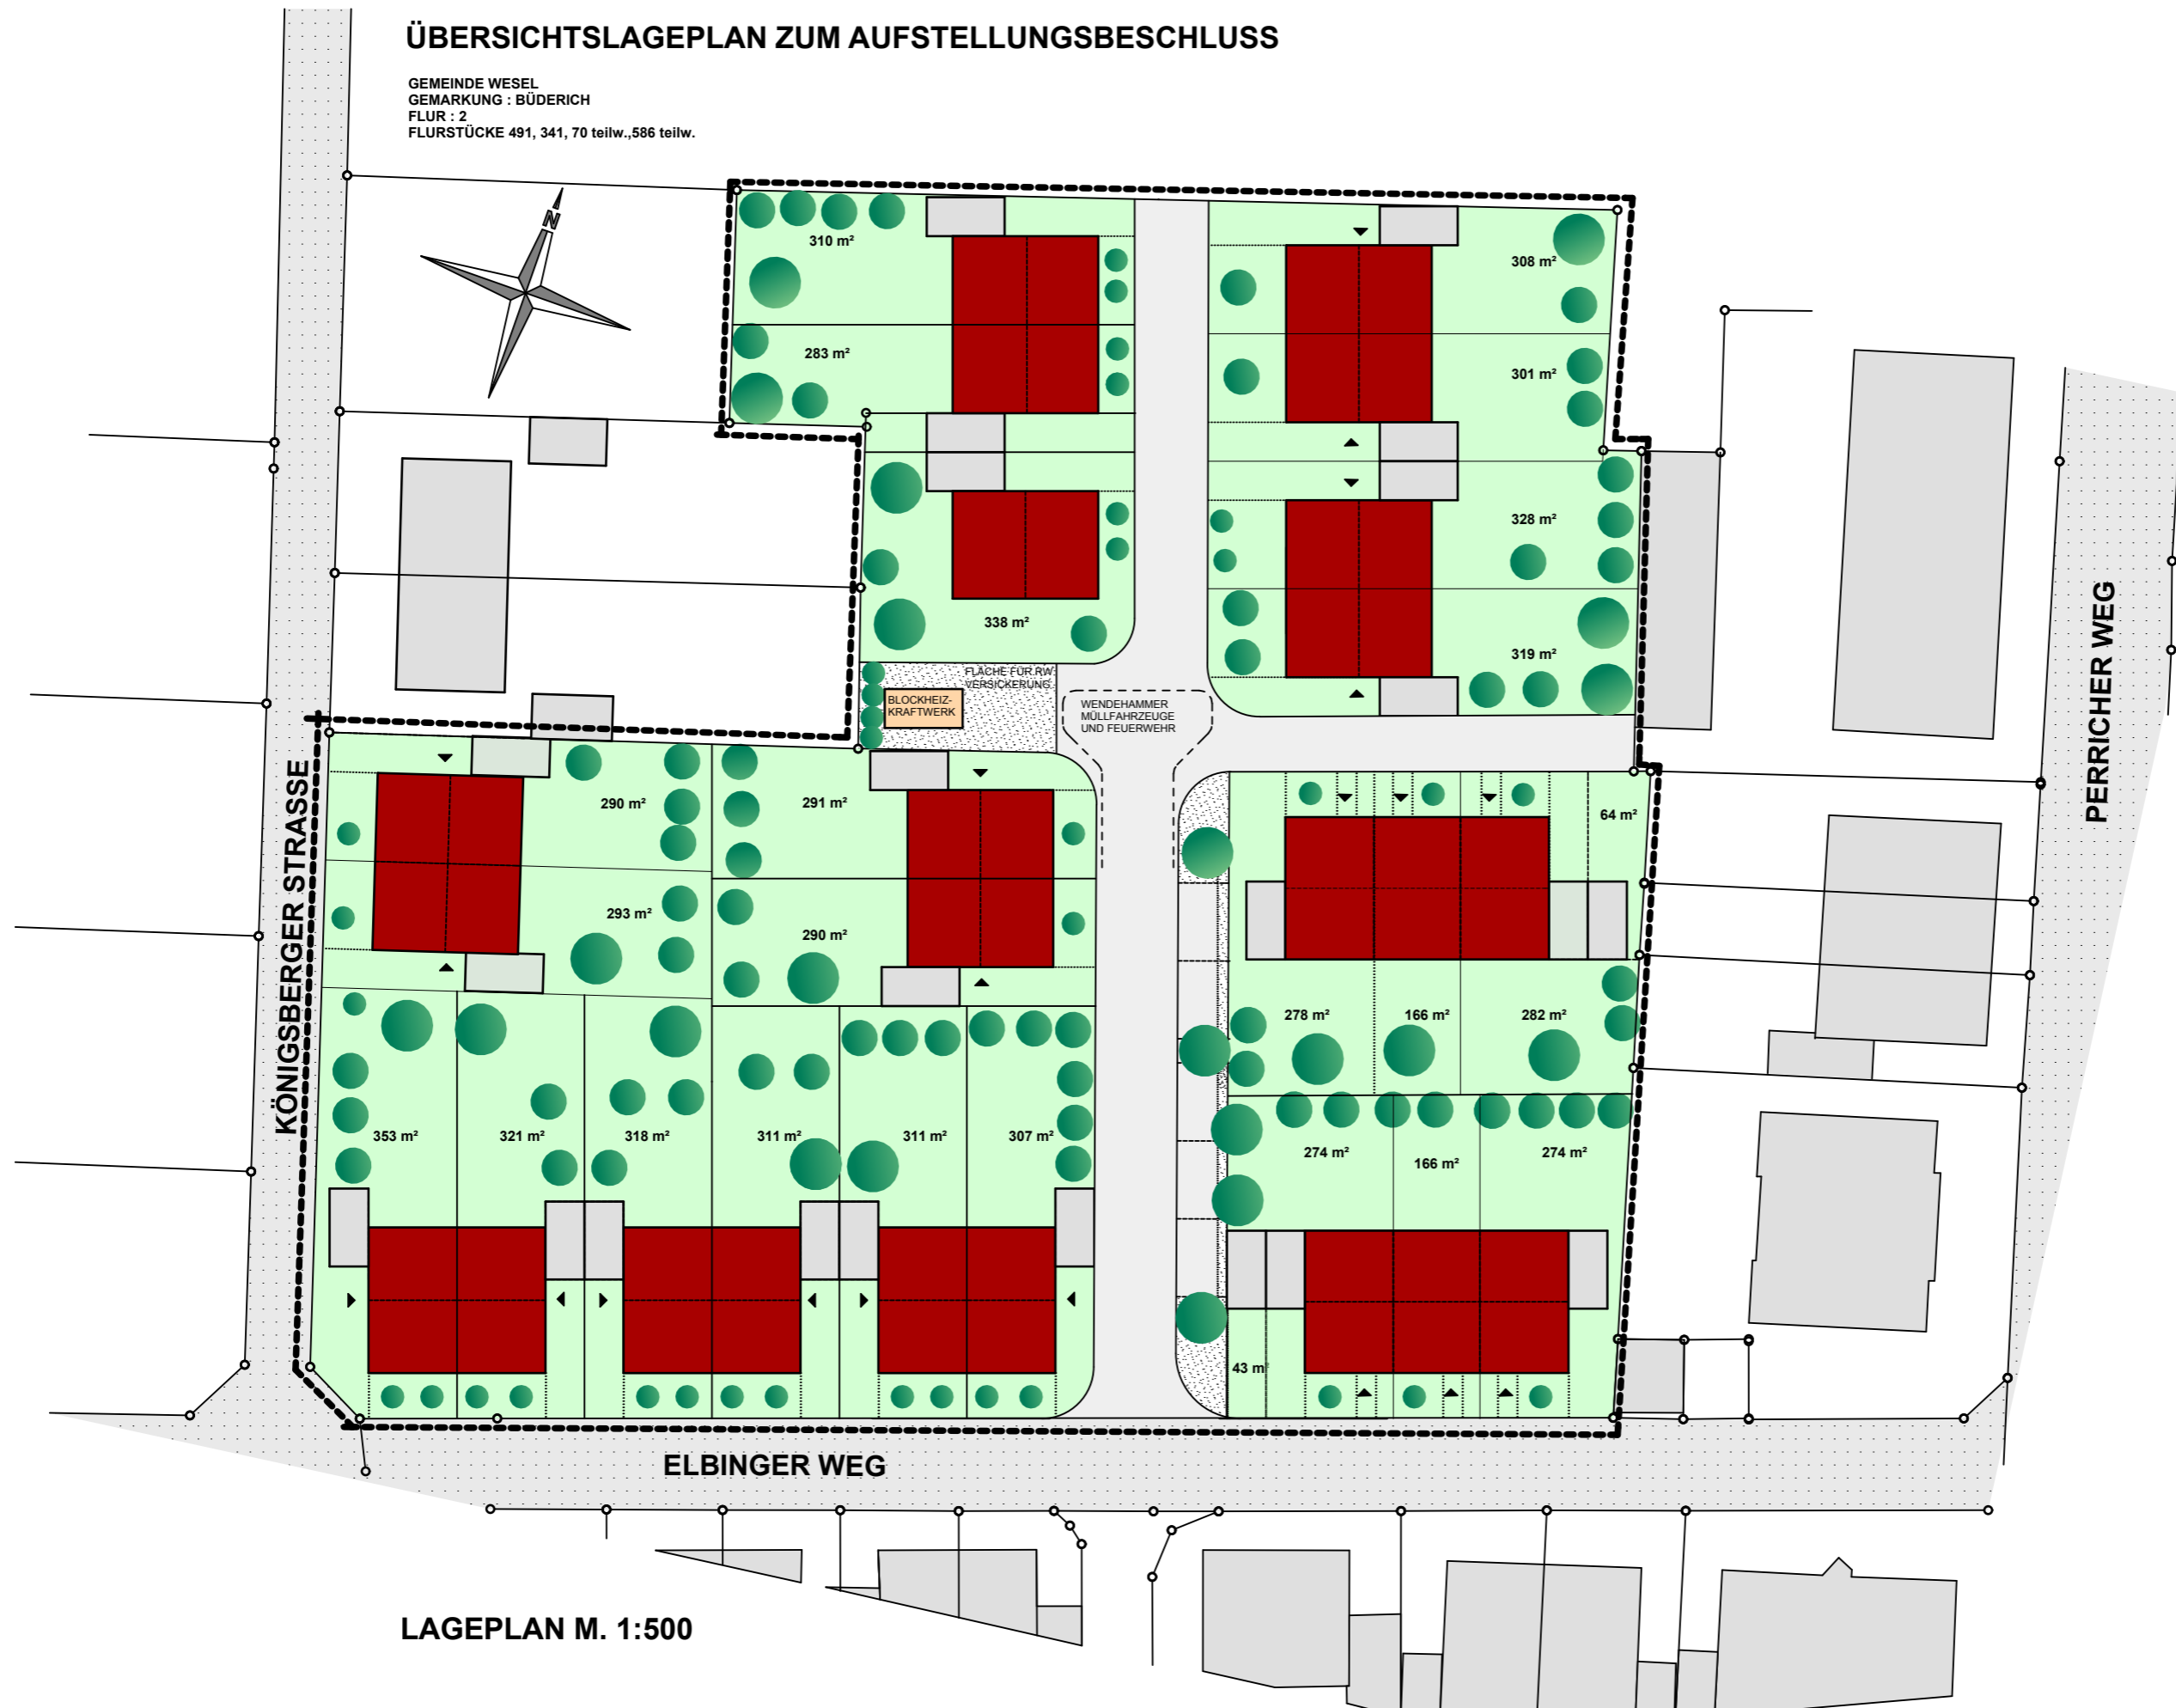 ÜBERSICHTSLAGEPLAN ZUM AUFSTELLUNGSBESCHLUSS
GEMEINDE WESEL
GEMARKUNG : BÜDERICH
FLUR : 2
FLURSTÜCKE 491, 341, 70 teilw.,586 teilw.
N
310 m²
308 m²
283 m²
301 m²
328 m²
338 m²
319 m²
FLÄCHE FÜR RW
VERSICKERUNG
BLOCKHEIZ-
KRAFTWERK
WENDEHAMMER
MÜLLFAHRZEUGE
UND FEUERWEHR
PERRICHER WEG
KÖNIGSBERGER STRASSE
290 m²
291 m²
64 m²
293 m²
290 m²
278 m²
166 m²
282 m²
353 m²
321 m²
318 m²
311 m²
311 m²
307 m²
274 m²
166 m²
274 m²
43 m²
ELBINGER WEG
LAGEPLAN M. 1:500